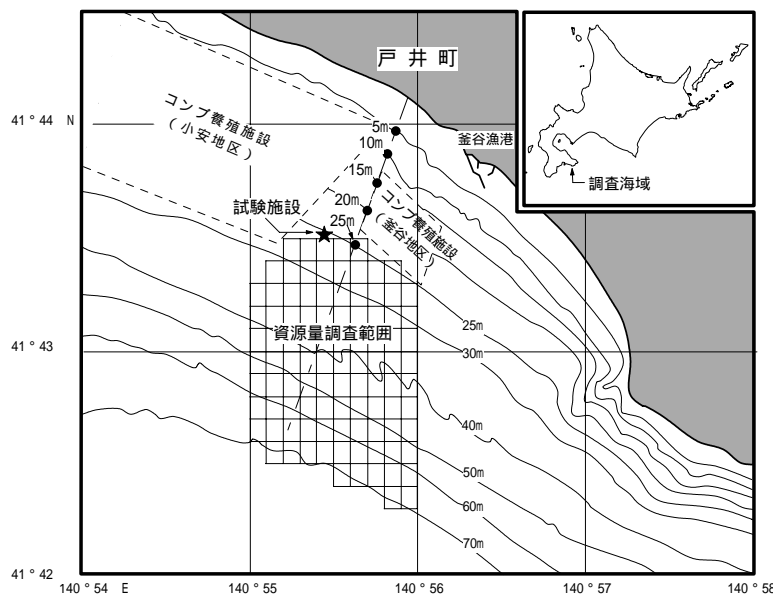 戸井町
41°44 N
コンブ養殖施設
(小安地区)
5m
10m
15m
20m
25m
釜谷漁港
調査海域
試験施設
コンブ養殖施設
(釜谷地区)
資源量調査範囲
41°43
25m
30m
40m
50m
60m
70m
41°42
140°54 E
140°55
140°56
140°57
140°58